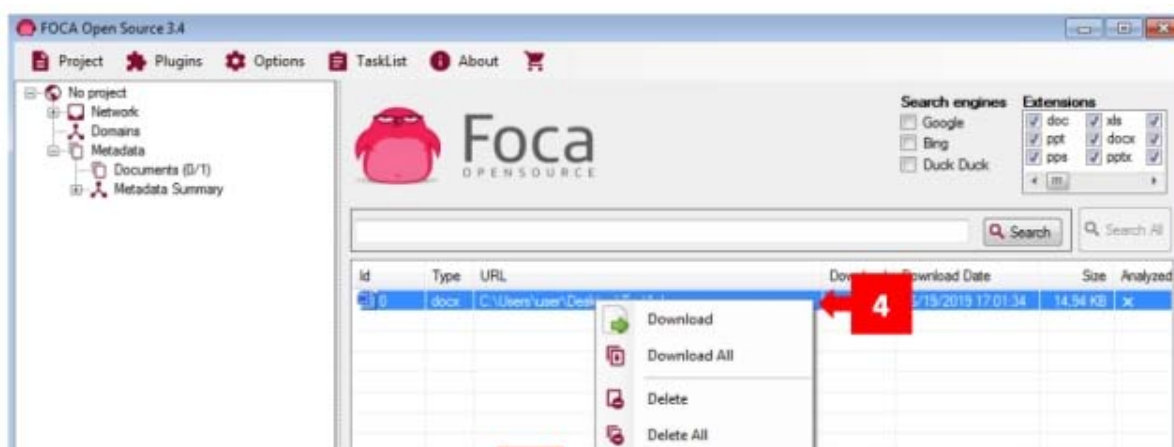 FOCA Open Source 3.4
Project Plugins Options TaskList About
No project
Network
Domains
Metadata
Documents (0/1)
Metadata Summary
Foca
OPENSOURCE
Search engines
Google
Bing
Duck Duck
Extensions
doc xls
ppt docx
pps pptx
Search Search All
Id Type URL Download Date Size Analyzed
0 docx C:\Users\user\ 17:01:34 14,94 KB
4
Download
Download All
Delete
Delete All